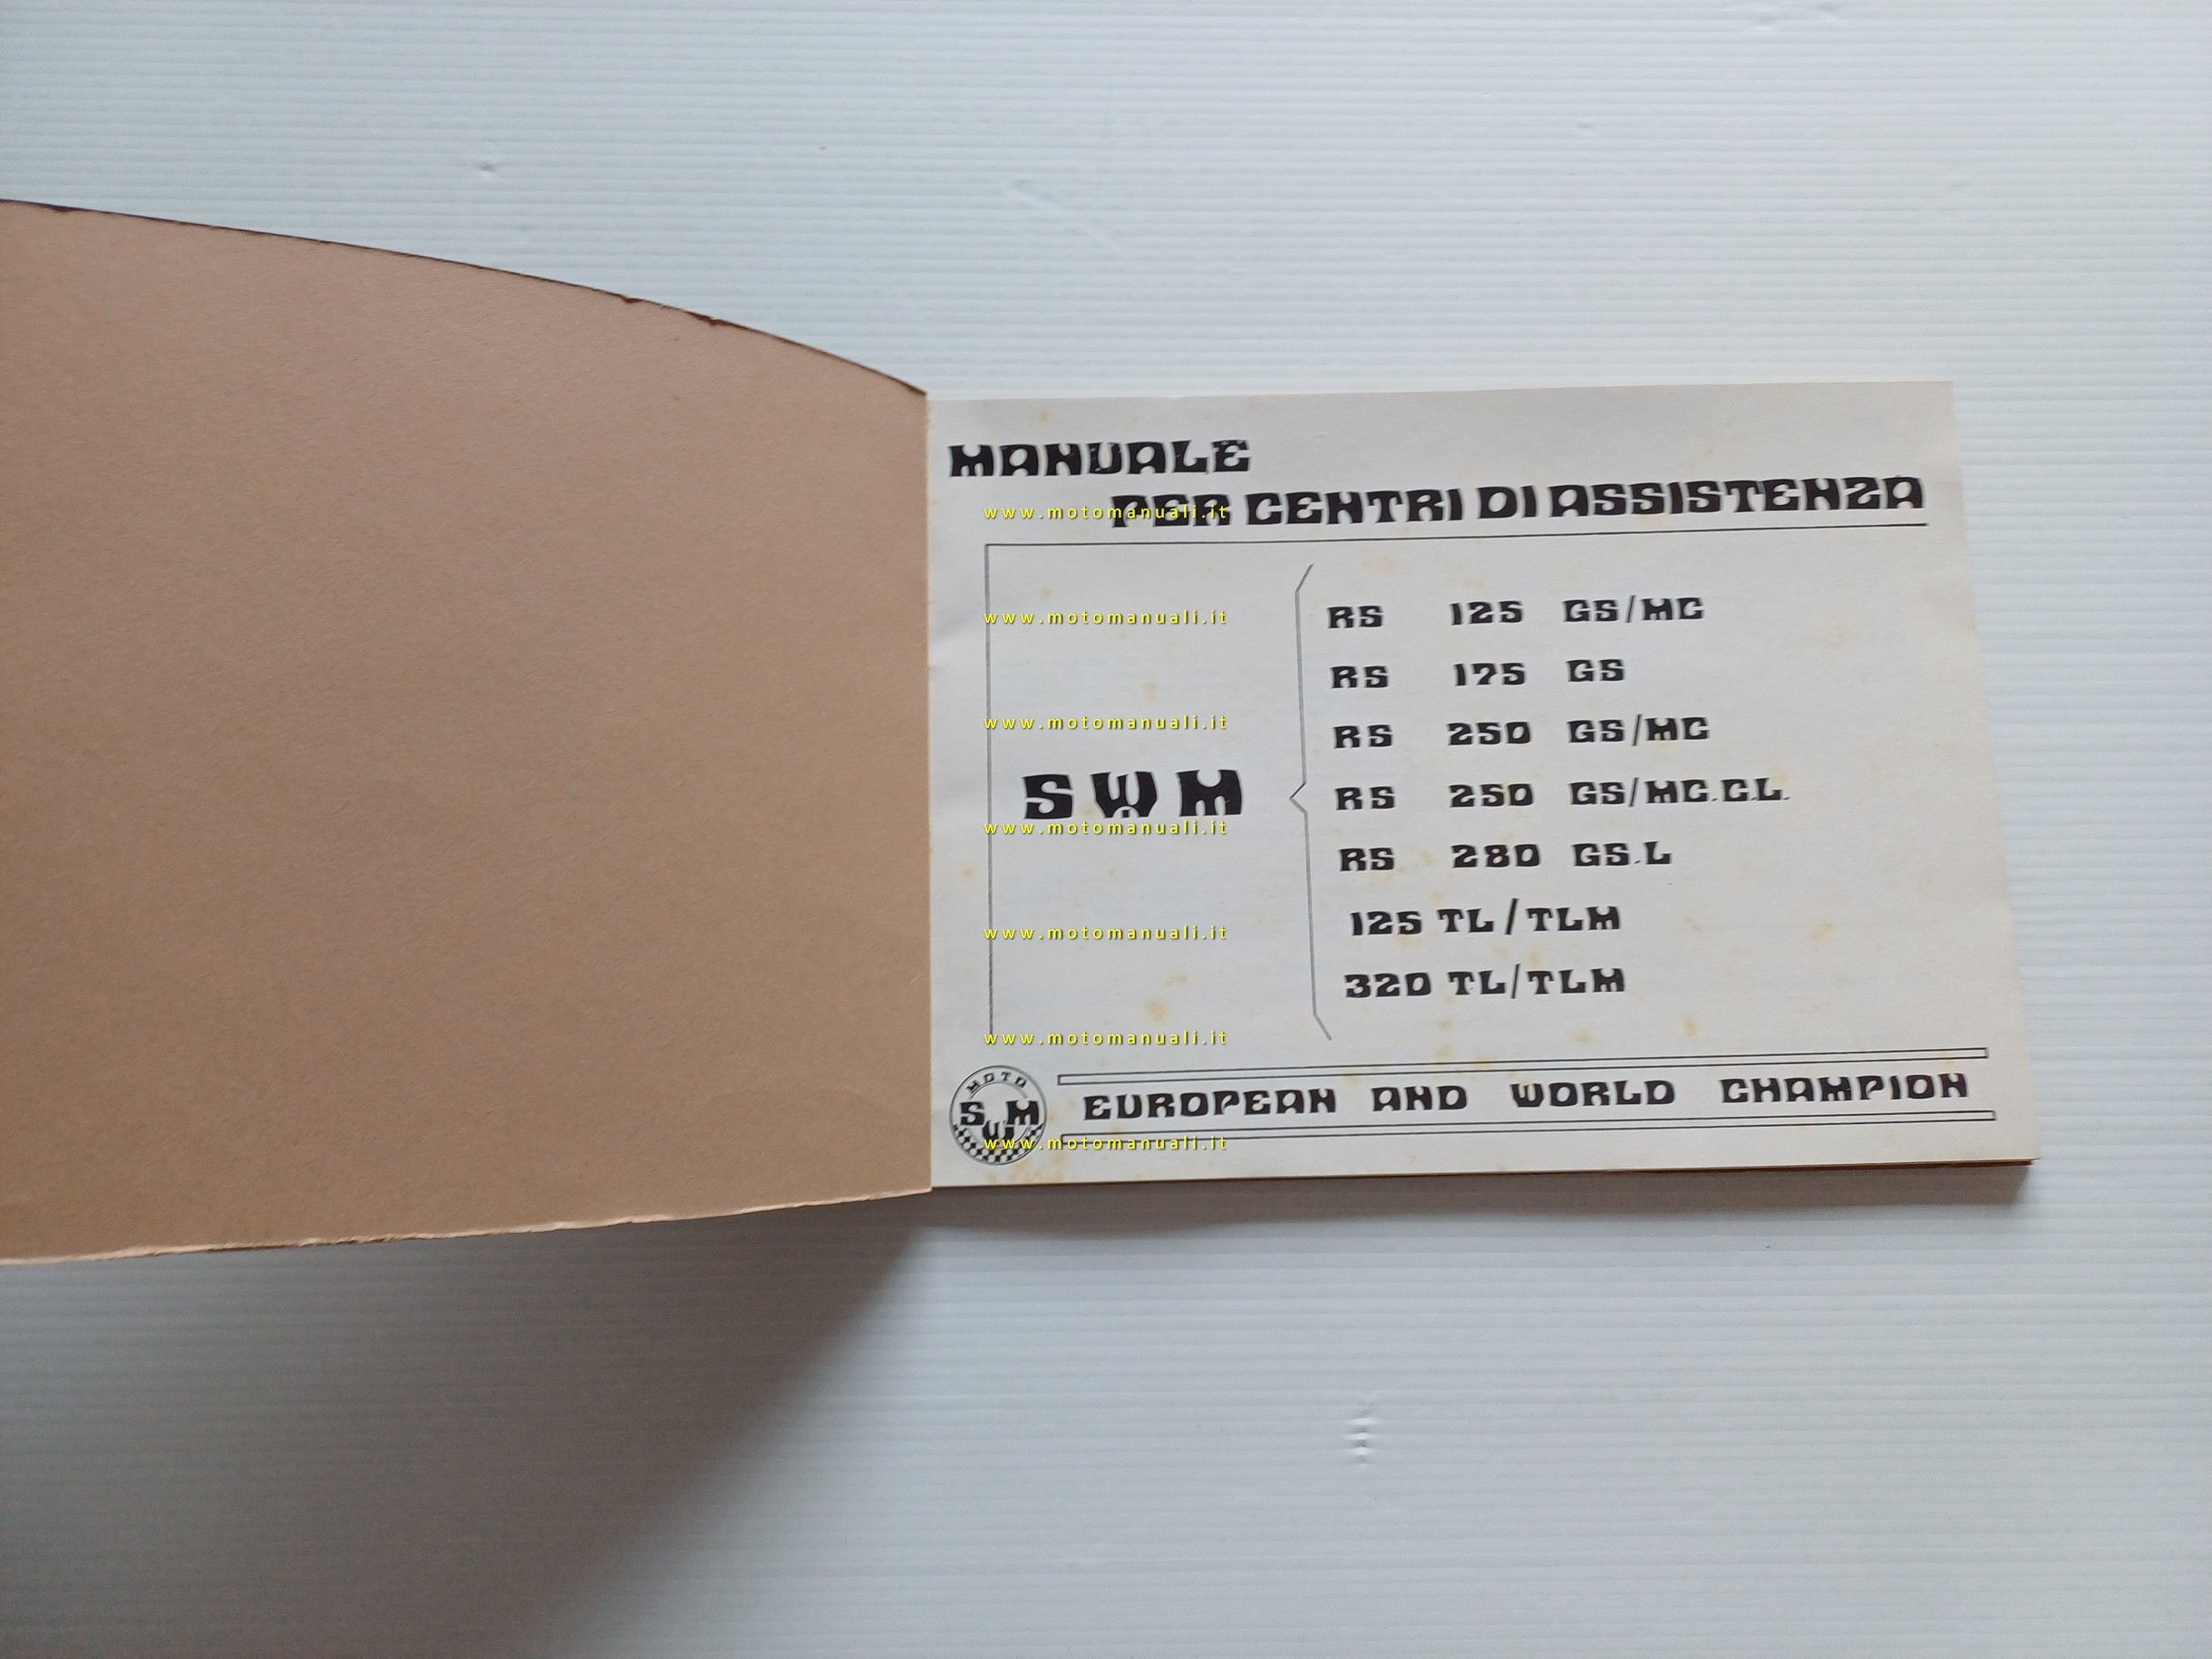 MANUALE
PER CENTRI DI ASSISTENZA
www.motomanuali.it
RS 125 GS/MC
www.motomanuali.it
RS 175 GS
www.motomanuali.it
RS 250 GS/MC
SWM
RS 250 GS/MC.C.L.
www.motomanuali.it
RS 280 GS.L
125 TL/TLM
www.motomanuali.it
320 TL/TLM
www.motomanuali.it
MOTO
SWM
EUROPEAN AND WORLD CHAMPION
www.motomanuali.it